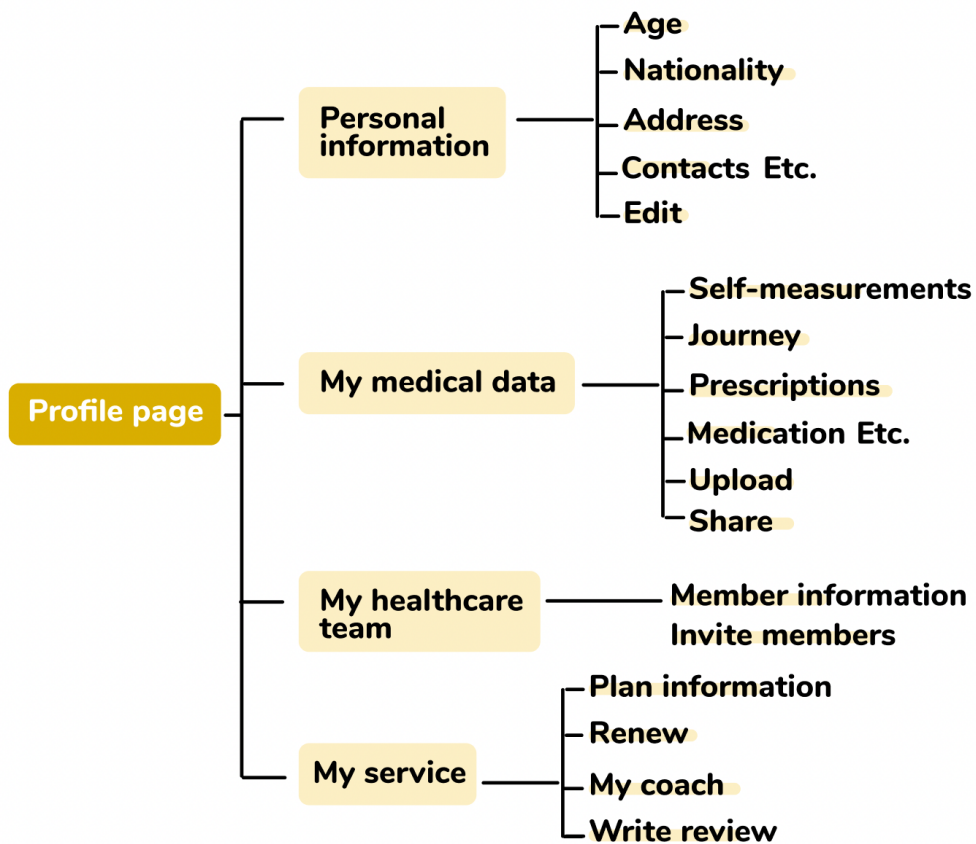 Profile page
Personal
information
Age
Nationality
Address
Contacts Etc.
Edit
My medical data
Self-measurements
Journey
Prescriptions
Medication Etc.
Upload
Share
My healthcare
team
Member information
Invite members
My service
Plan information
Renew
My coach
Write review